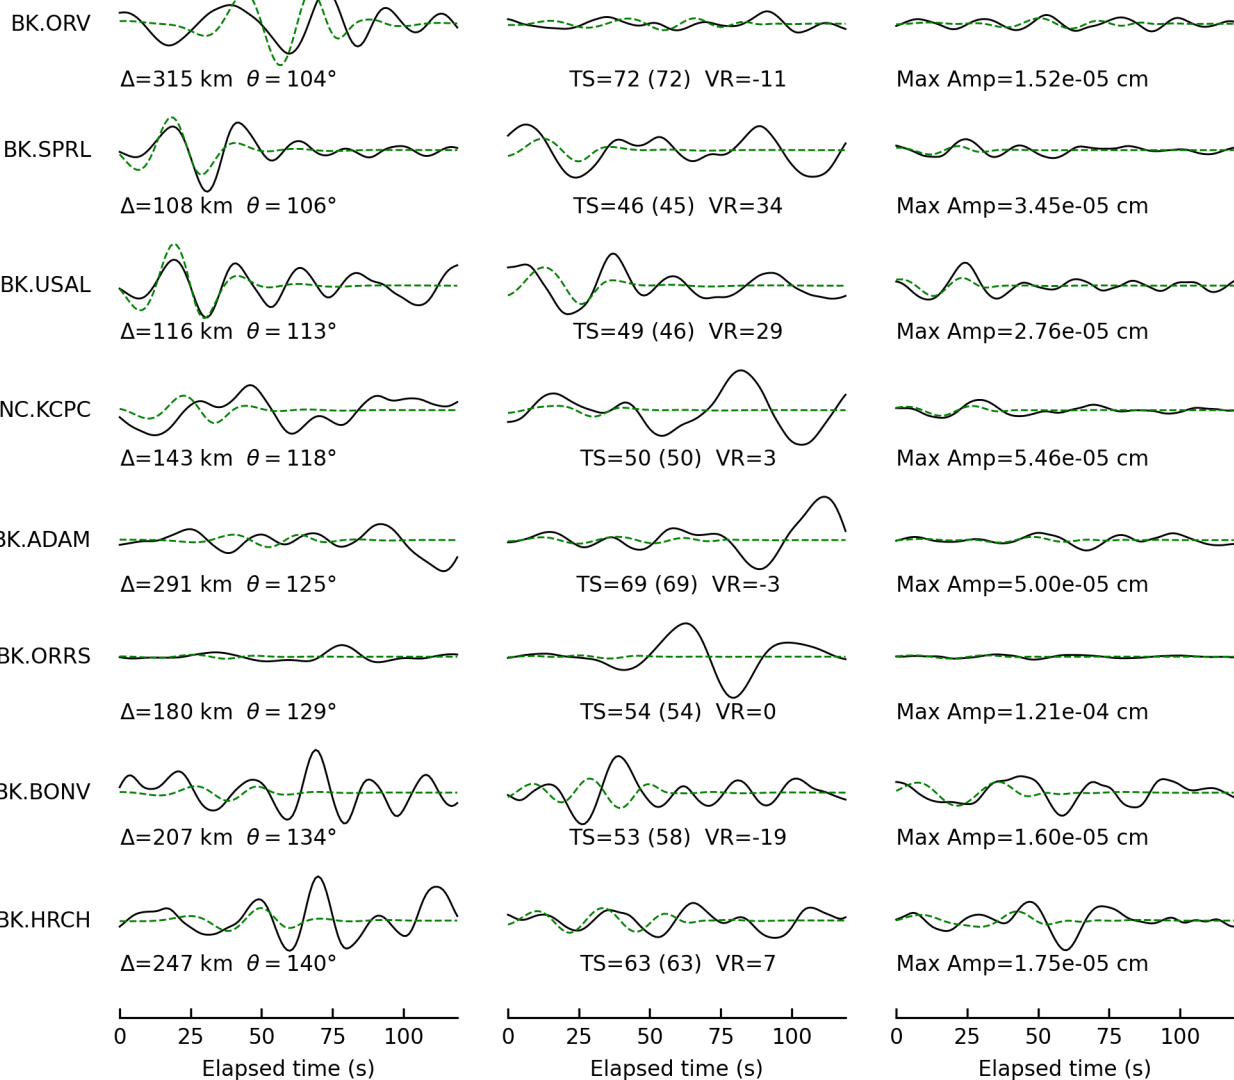 BK.ORV
Δ=315 km θ = 104° TS=72 (72) VR=-11 Max Amp=1.52e-05 cm
BK.SPRL
Δ=108 km θ = 106° TS=46 (45) VR=34 Max Amp=3.45e-05 cm
BK.USAL
Δ=116 km θ = 113° TS=49 (46) VR=29 Max Amp=2.76e-05 cm
NC.KCPC
Δ=143 km θ = 118° TS=50 (50) VR=3 Max Amp=5.46e-05 cm
BK.ADAM
Δ=291 km θ = 125° TS=69 (69) VR=-3 Max Amp=5.00e-05 cm
BK.ORRS
Δ=180 km θ = 129° TS=54 (54) VR=0 Max Amp=1.21e-04 cm
BK.BONV
Δ=207 km θ = 134° TS=53 (58) VR=-19 Max Amp=1.60e-05 cm
BK.HRCH
Δ=247 km θ = 140° TS=63 (63) VR=7 Max Amp=1.75e-05 cm
0 25 50 75 100 0 25 50 75 100 0 25 50 75 100
Elapsed time (s) Elapsed time (s) Elapsed time (s)